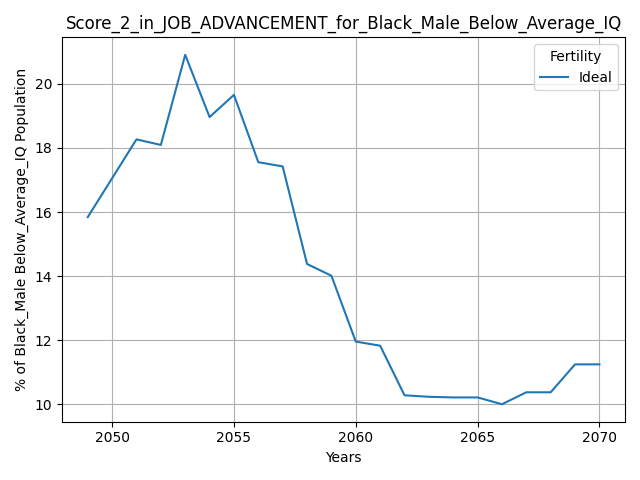 Score_2_in_JOB_ADVANCEMENT_for_Black_Male_Below_Average_IQ
Fertility
Ideal
% of Black_Male Below_Average_IQ Population
20
18
16
14
12
10
2050 2055 2060 2065 2070
Years